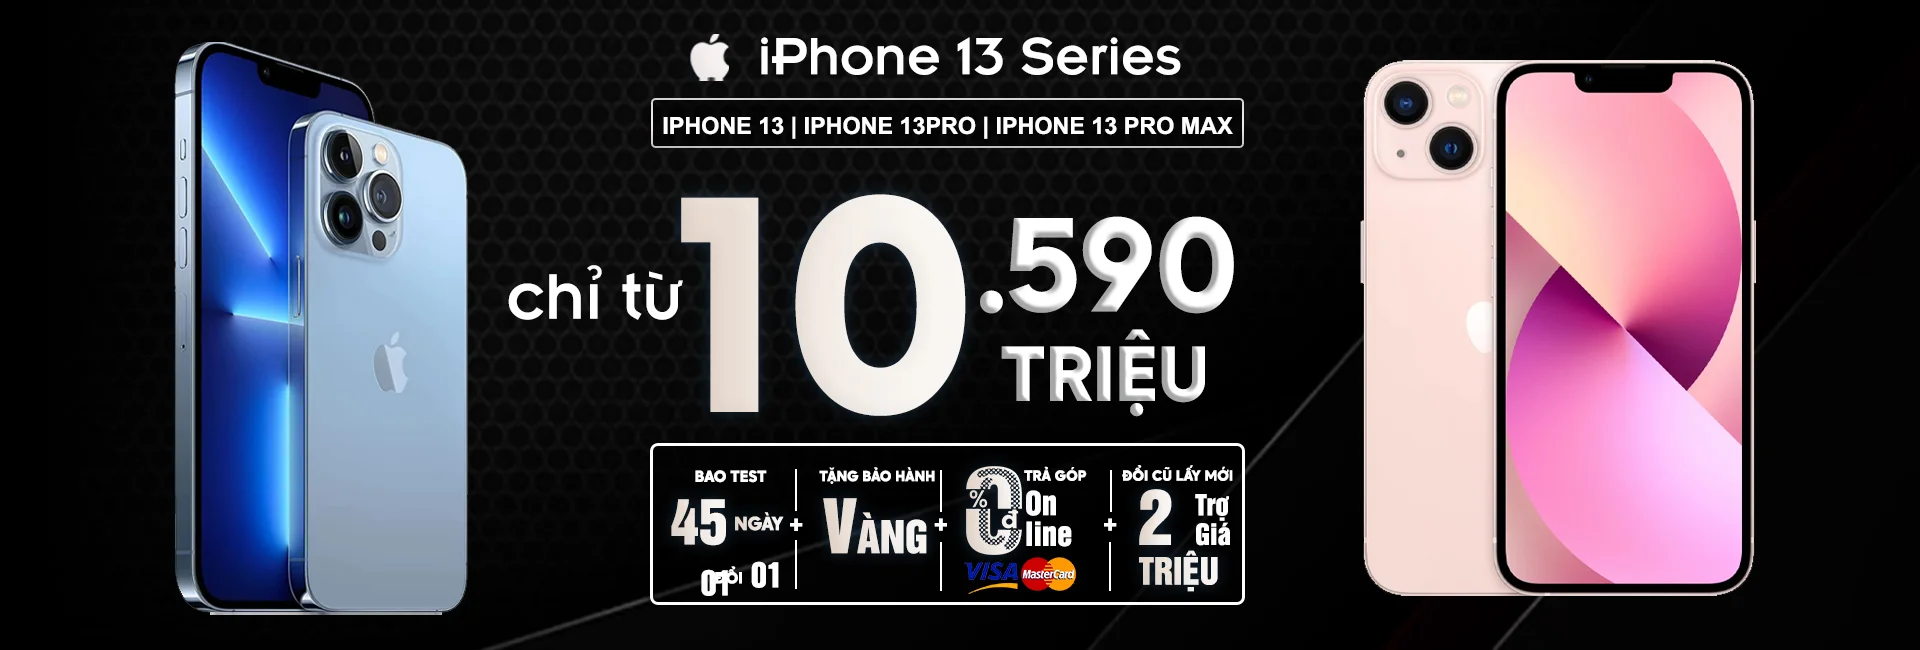 iPhone 13 Series
IPHONE 13 | IPHONE 13PRO | IPHONE 13 PRO MAX
chỉ từ 10.590
TRIỆU
BAO TEST
45 NGÀY
01 ĐỔI 01
+
TẶNG BẢO HÀNH
VÀNG
+
0% 0đ
TRẢ GÓP
On
line
VISA MasterCard
+
ĐỔI CŨ LẤY MỚI
2 Trợ
Giá
TRIỆU